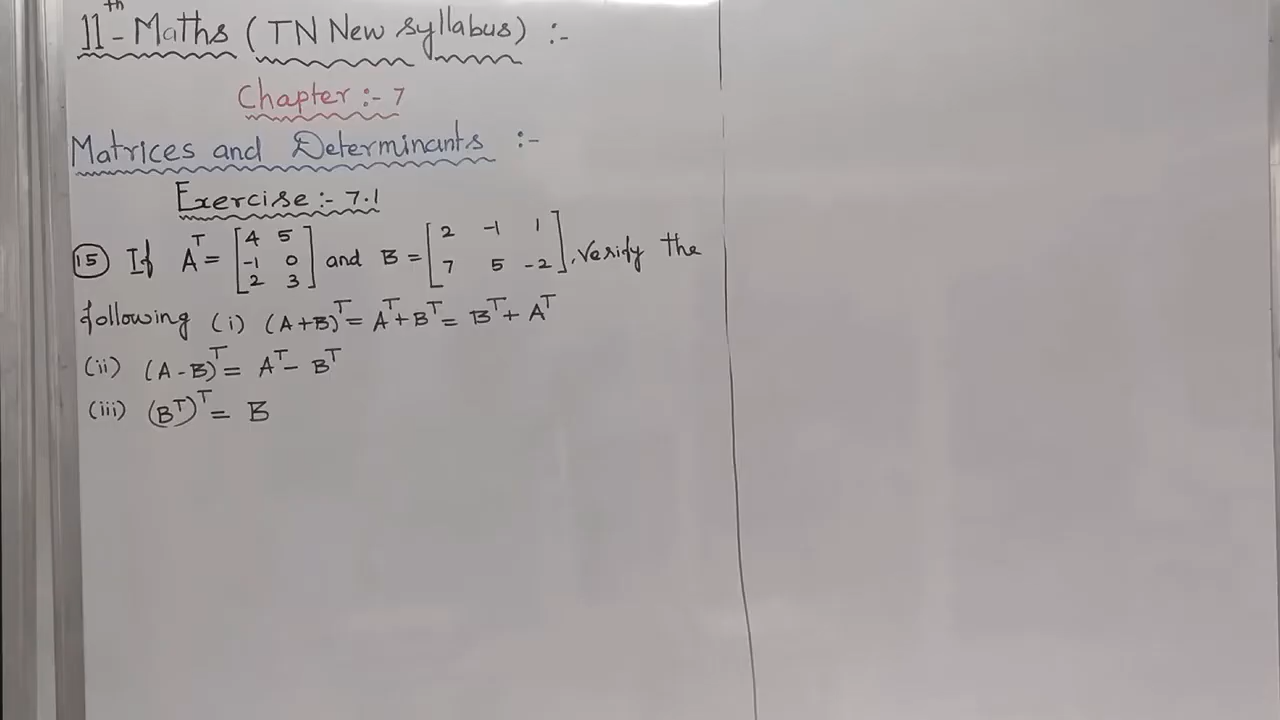 11th - Maths (TN New syllabus) :-
Chapter :- 7
Matrices and Determinants :-
Exercise :- 7.1
(15) If A^T = [4 5; -1 0; 2 3] and B = [2 -1 1; 7 5 -2], Verify the
following (i) (A+B)^T = A^T + B^T = B^T + A^T
(ii) (A - B)^T = A^T - B^T
(iii) (B^T)^T = B